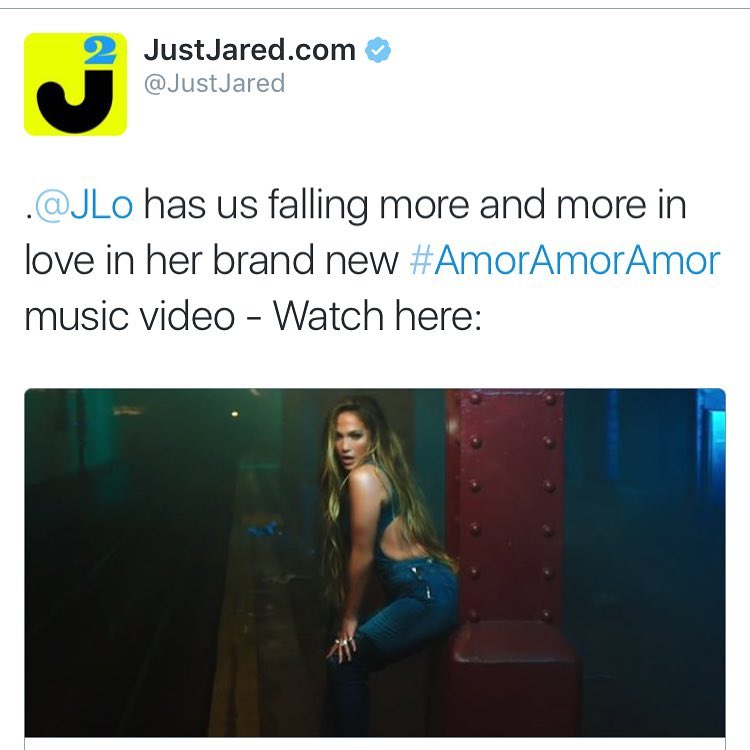 J2
JustJared.com
@JustJared
.@JLo has us falling more and more in
love in her brand new #AmorAmorAmor
music video - Watch here: